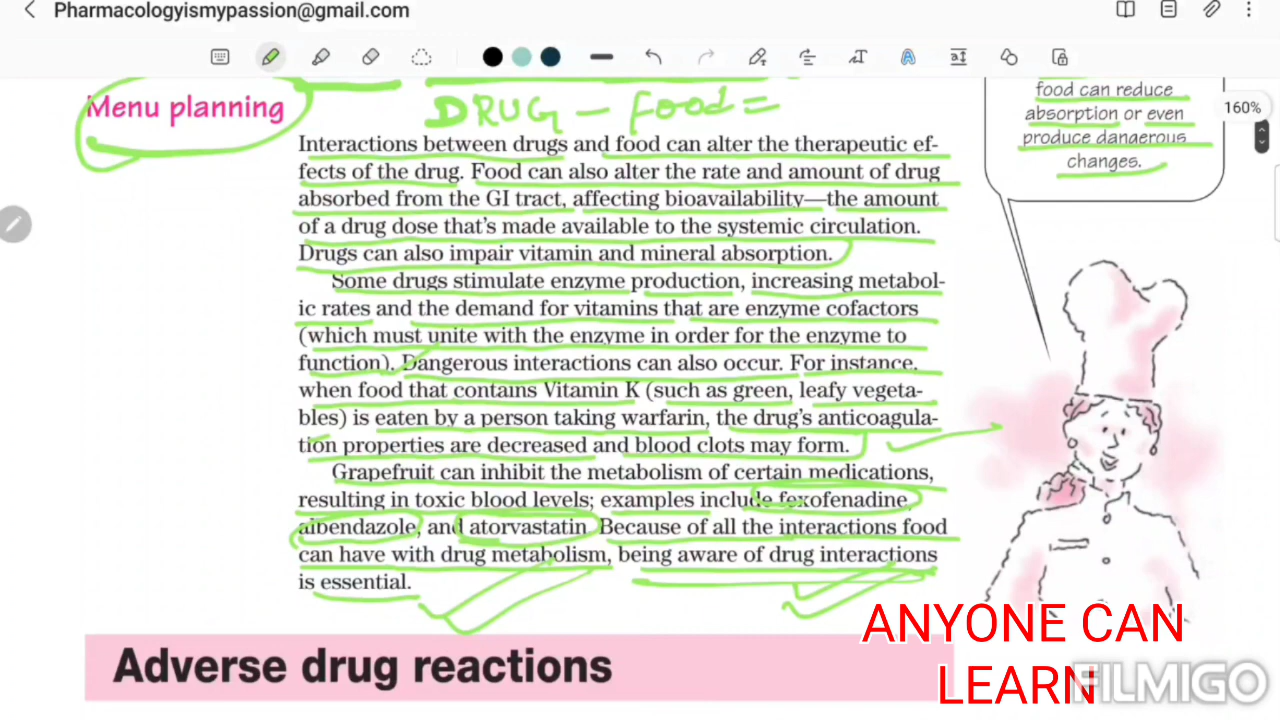 Pharmacologyismypassion@gmail.com
Menu planning
DRUG - Food =
food can reduce
absorption or even
produce dangerous
changes.
160%
Interactions between drugs and food can alter the therapeutic ef-
fects of the drug. Food can also alter the rate and amount of drug
absorbed from the GI tract, affecting bioavailability—the amount
of a drug dose that's made available to the systemic circulation.
Drugs can also impair vitamin and mineral absorption.
Some drugs stimulate enzyme production, increasing metabol-
ic rates and the demand for vitamins that are enzyme cofactors
(which must unite with the enzyme in order for the enzyme to
function). Dangerous interactions can also occur. For instance,
when food that contains Vitamin K (such as green, leafy vegeta-
bles) is eaten by a person taking warfarin, the drug's anticoagula-
tion properties are decreased and blood clots may form.
Grapefruit can inhibit the metabolism of certain medications,
resulting in toxic blood levels; examples include fexofenadine,
albendazole, and atorvastatin. Because of all the interactions food
can have with drug metabolism, being aware of drug interactions
is essential.
Adverse drug reactions
ANYONE CAN
LEARN
FILMIGO